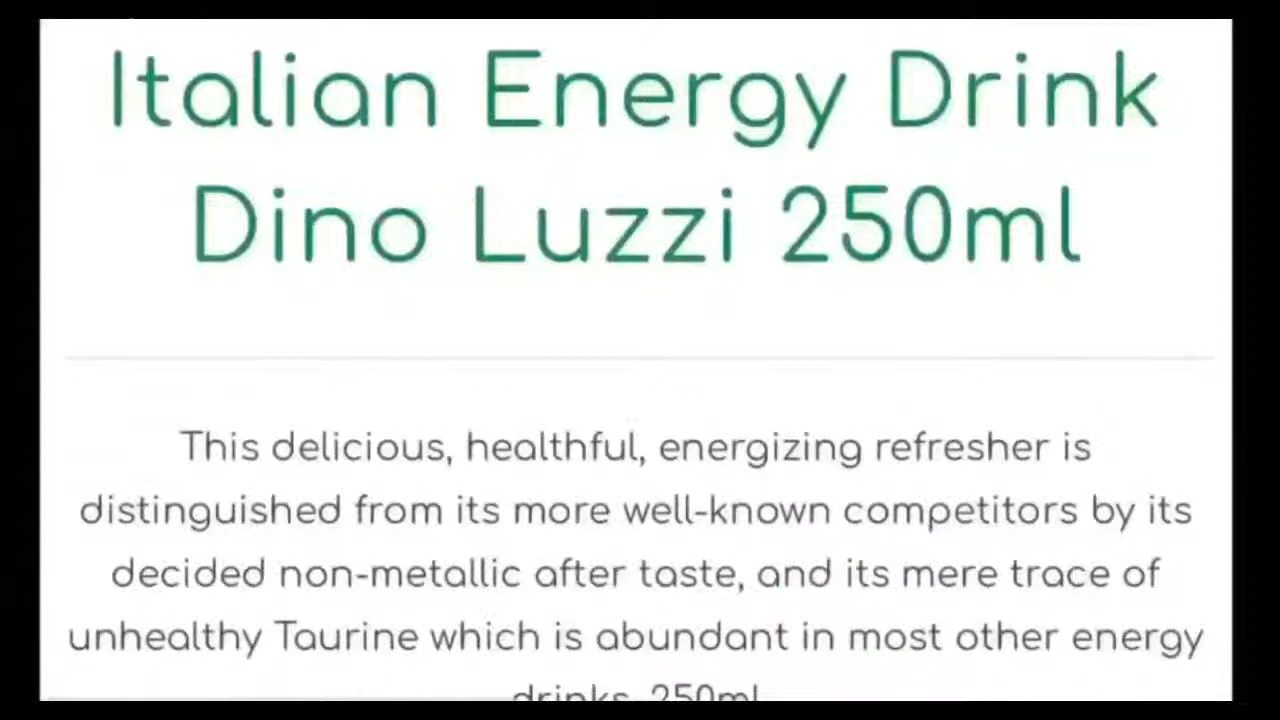 Italian Energy Drink
Dino Luzzi 250ml
This delicious, healthful, energizing refresher is
distinguished from its more well-known competitors by its
decided non-metallic after taste, and its mere trace of
unhealthy Taurine which is abundant in most other energy
drinks. 250ml